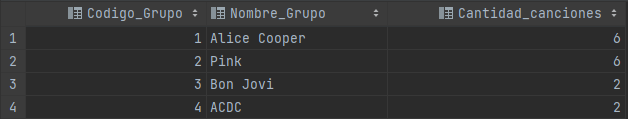 Codigo_Grupo Nombre_Grupo Cantidad_canciones
1 1 Alice Cooper 6
2 2 Pink 6
3 3 Bon Jovi 2
4 4 ACDC 2